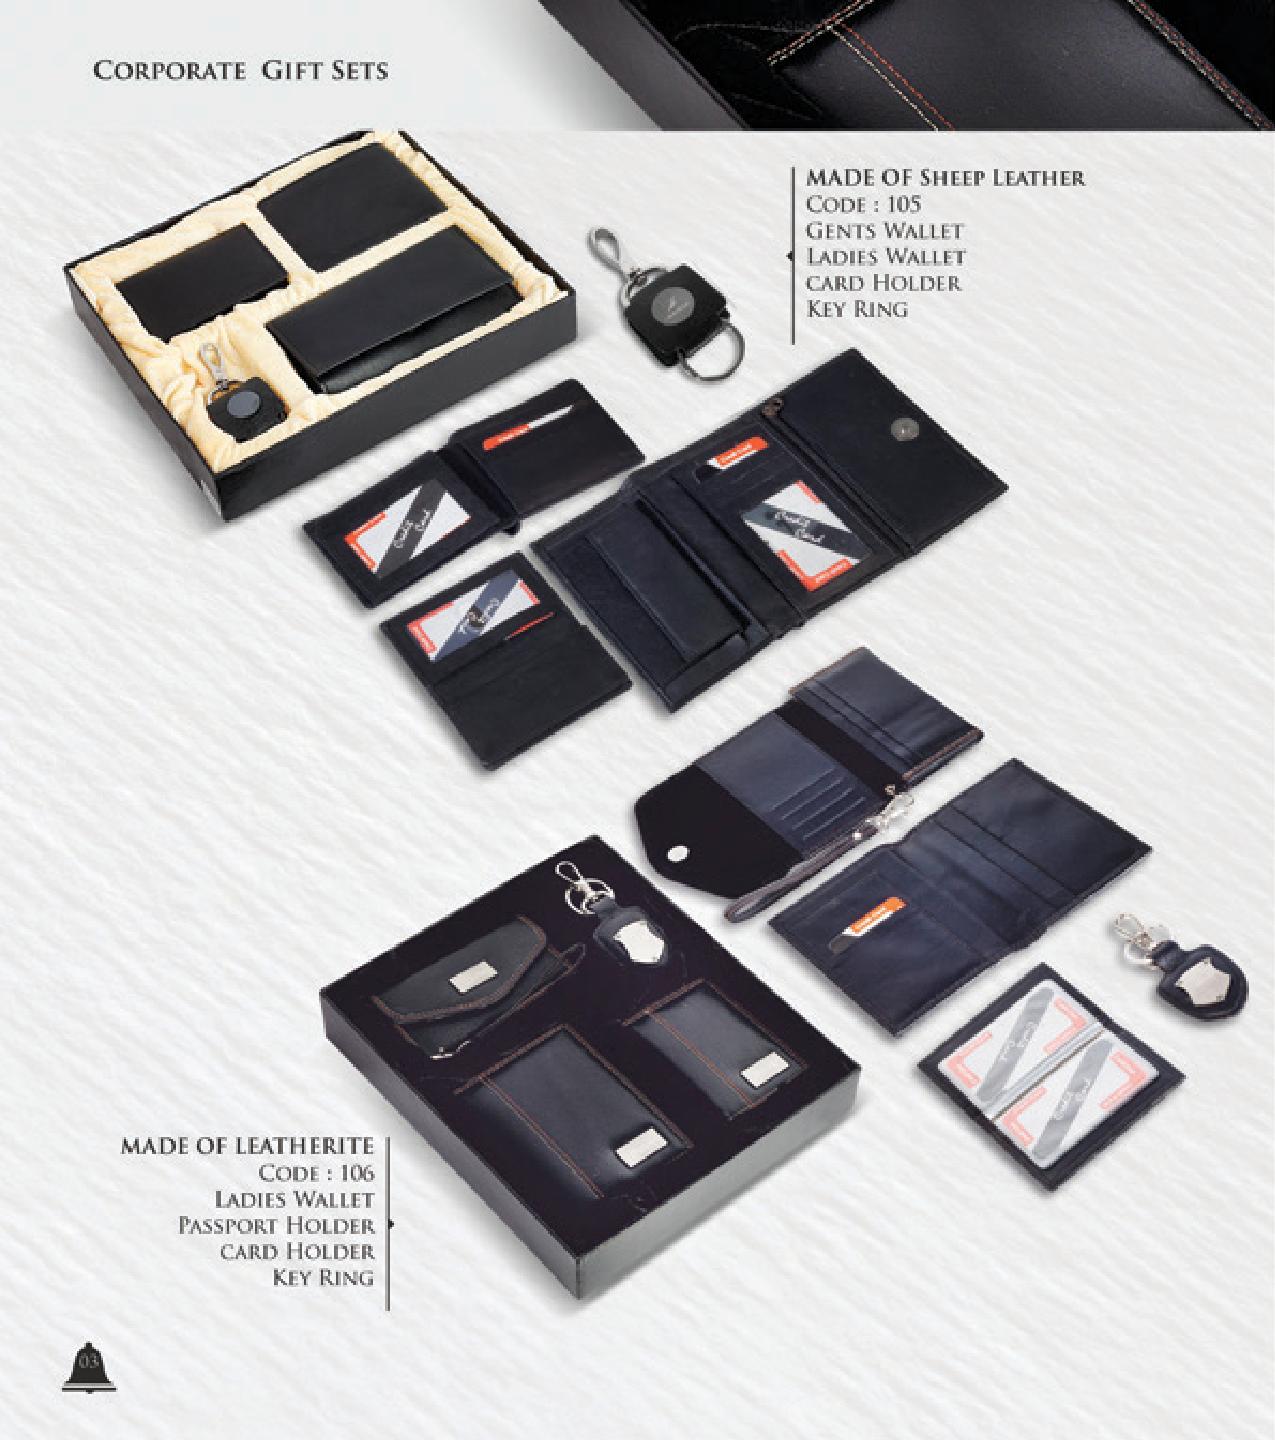 Corporate Gift Sets
MADE OF Sheep Leather
Code : 105
Gents Wallet
Ladies Wallet
card Holder
Key Ring
MADE OF LEATHERITE
Code : 106
Ladies Wallet
Passport Holder
card Holder
Key Ring
03